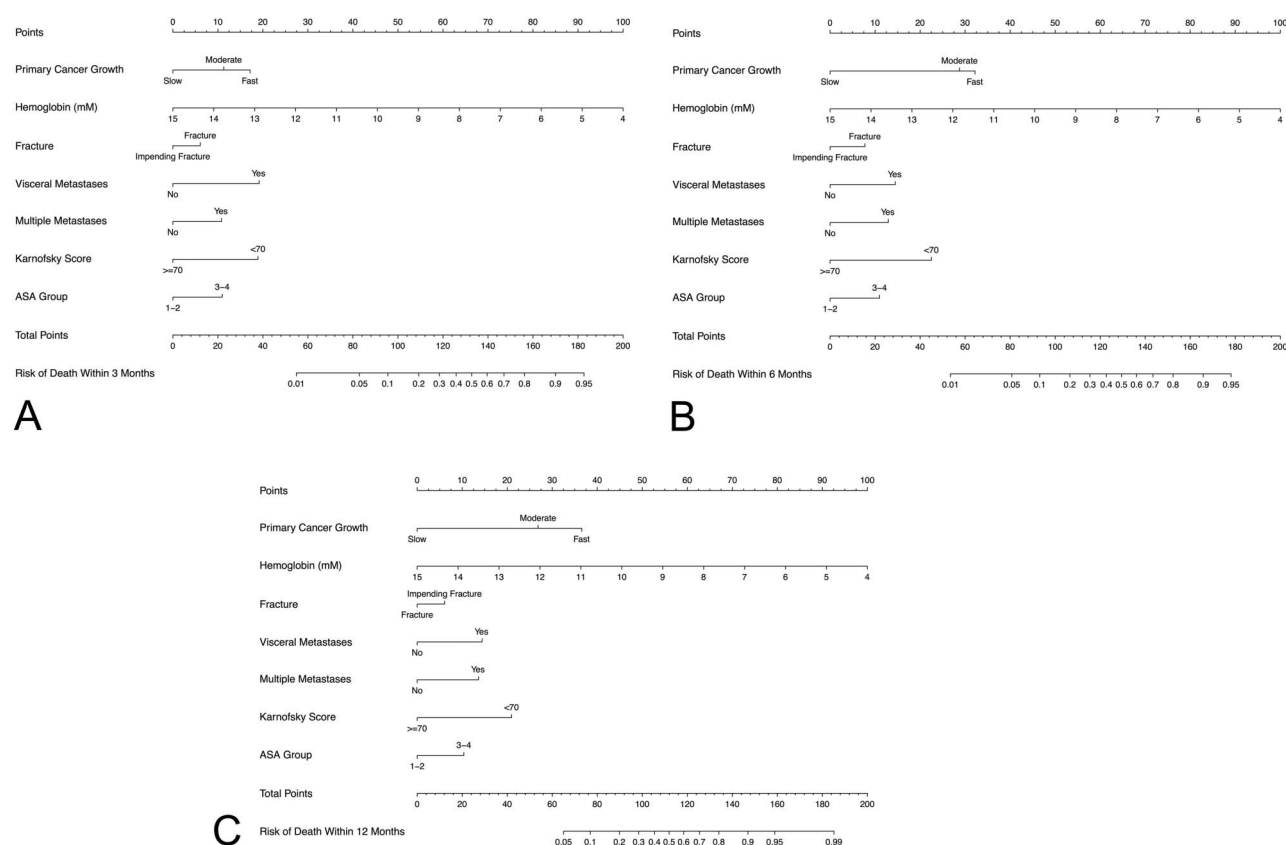 0 10 20 30 40 50 60 70 80 90 100
Points
Moderate
Primary Cancer Growth
Slow Fast
Hemoglobin (mM)
15 14 13 12 11 10 9 8 7 6 5 4
Fracture
Fracture
Impending Fracture
Yes
Visceral Metastases
No
Yes
Multiple Metastases
No
<70
Karnofsky Score
>=70
3-4
ASA Group
1-2
Total Points
0 20 40 60 80 100 120 140 160 180 200
Risk of Death Within 3 Months
0.01 0.05 0.1 0.2 0.3 0.4 0.5 0.6 0.7 0.8 0.9 0.95
A
0 10 20 30 40 50 60 70 80 90 100
Points
Moderate
Primary Cancer Growth
Slow Fast
Hemoglobin (mM)
15 14 13 12 11 10 9 8 7 6 5 4
Fracture
Fracture
Impending Fracture
Yes
Visceral Metastases
No
Yes
Multiple Metastases
No
<70
Karnofsky Score
>=70
3-4
ASA Group
1-2
Total Points
0 20 40 60 80 100 120 140 160 180 200
Risk of Death Within 6 Months
0.01 0.05 0.1 0.2 0.3 0.4 0.5 0.6 0.7 0.8 0.9 0.95
B
0 10 20 30 40 50 60 70 80 90 100
Points
Moderate
Primary Cancer Growth
Slow Fast
Hemoglobin (mM)
15 14 13 12 11 10 9 8 7 6 5 4
Impending Fracture
Fracture
Fracture
Yes
Visceral Metastases
No
Yes
Multiple Metastases
No
<70
Karnofsky Score
>=70
3-4
ASA Group
1-2
Total Points
0 20 40 60 80 100 120 140 160 180 200
Risk of Death Within 12 Months
0.05 0.1 0.2 0.3 0.4 0.5 0.6 0.7 0.8 0.9 0.95 0.99
C